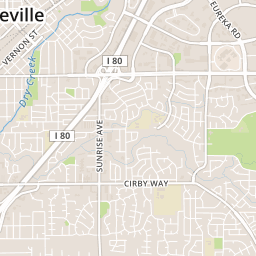 eville
EUREKA RD
VERNON ST
I 80
Dry Creek
I 80
SUNRISE AVE
CIRBY WAY